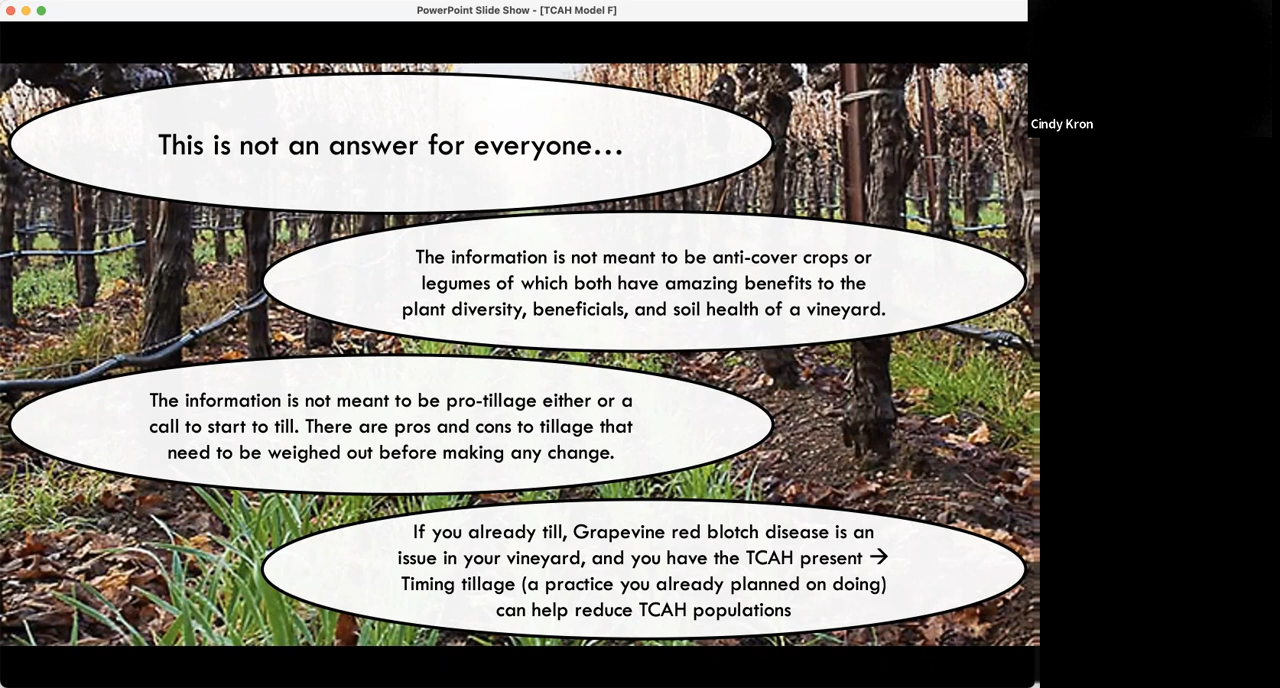 PowerPoint Slide Show - [TCAH Model F]
Cindy Kron
This is not an answer for everyone…
The information is not meant to be anti-cover crops or
legumes of which both have amazing benefits to the
plant diversity, beneficials, and soil health of a vineyard.
The information is not meant to be pro-tillage either or a
call to start to till. There are pros and cons to tillage that
need to be weighed out before making any change.
If you already till, Grapevine red blotch disease is an
issue in your vineyard, and you have the TCAH present →
Timing tillage (a practice you already planned on doing)
can help reduce TCAH populations